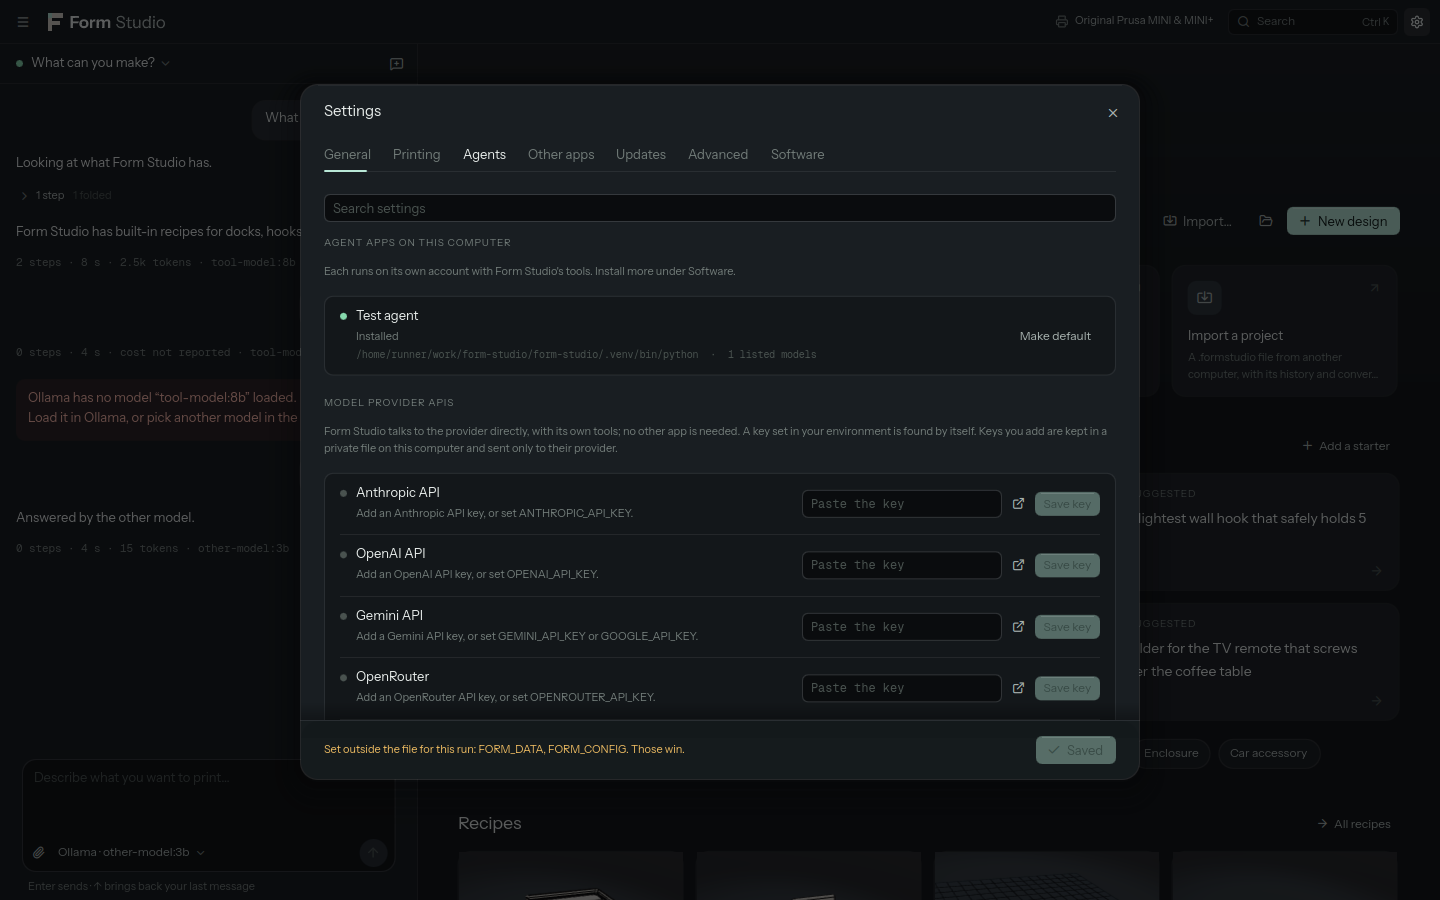 Form Studio
Original Prusa MINI & MINI+
Search
Ctrl K
What can you make?
What
Looking at what Form Studio has.
1 step 1 folded
Form Studio has built-in recipes for docks, hooks
2 steps · 8 s · 2.5k tokens · tool-model:8b
0 steps · 4 s · cost not reported · tool-mod
Ollama has no model “tool-model:8b” loaded.
Load it in Ollama, or pick another model in the
Answered by the other model.
0 steps · 4 s · 15 tokens · other-model:3b
Describe what you want to print...
Ollama · other-model:3b
Enter sends · ↑ brings back your last message
Settings
General
Printing
Agents
Other apps
Updates
Advanced
Software
Search settings
AGENT APPS ON THIS COMPUTER
Each runs on its own account with Form Studio's tools. Install more under Software.
Test agent
Installed
Make default
/home/runner/work/form-studio/form-studio/.venv/bin/python · 1 listed models
MODEL PROVIDER APIS
Form Studio talks to the provider directly, with its own tools; no other app is needed. A key set in your environment is found by itself. Keys you add are kept in a
private file on this computer and sent only to their provider.
Anthropic API
Add an Anthropic API key, or set ANTHROPIC_API_KEY.
Paste the key
Save key
OpenAI API
Add an OpenAI API key, or set OPENAI_API_KEY.
Paste the key
Save key
Gemini API
Add a Gemini API key, or set GEMINI_API_KEY or GOOGLE_API_KEY.
Paste the key
Save key
OpenRouter
Add an OpenRouter API key, or set OPENROUTER_API_KEY.
Paste the key
Save key
Set outside the file for this run: FORM_DATA, FORM_CONFIG. Those win.
Saved
Import...
New design
Import a project
A .formstudio file from another
computer, with its history and conver...
Add a starter
lightest wall hook that safely holds 5
for the TV remote that screws
the coffee table
Enclosure
Car accessory
Recipes
All recipes